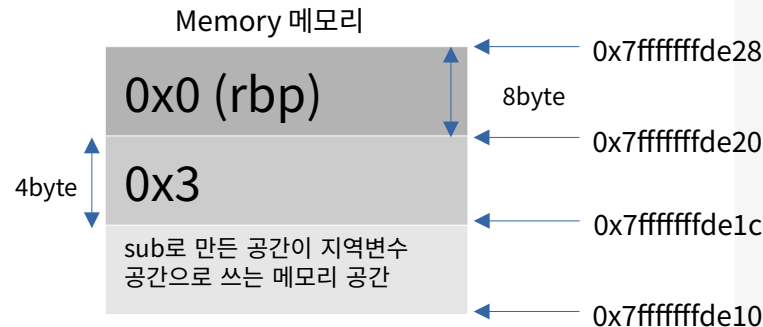 Memory 메모리
0x7fffffffde28
0x0 (rbp)
8byte
0x7fffffffde20
4byte
0x3
0x7fffffffde1c
sub로 만든 공간이 지역변수
공간으로 쓰는 메모리 공간
0x7fffffffde10